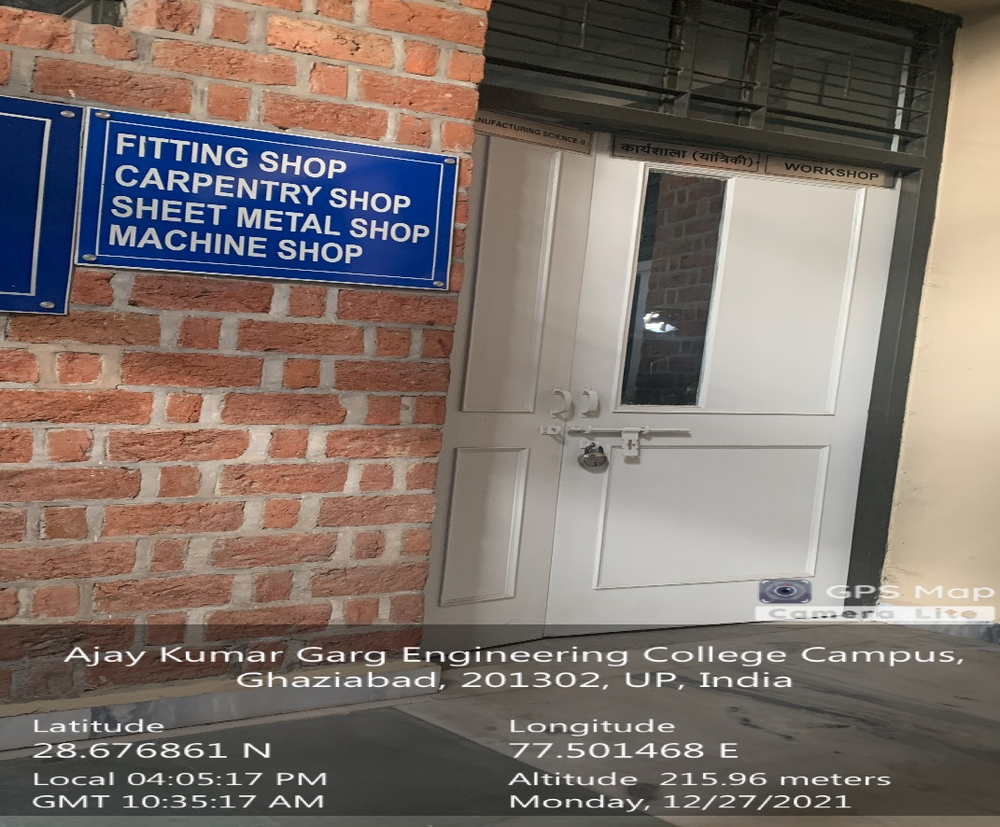 FITTING SHOP
CARPENTRY SHOP
SHEET METAL SHOP
MACHINE SHOP
ANUFACTURING SCIENCE-II
कार्यशाला (यांत्रिकी)
WORKSHOP
GPS Map
Camera Lite
Ajay Kumar Garg Engineering College Campus,
Ghaziabad, 201302, UP, India
Latitude
28.676861 N
Local 04:05:17 PM
GMT 10:35:17 AM
Longitude
77.501468 E
Altitude 215.96 meters
Monday, 12/27/2021